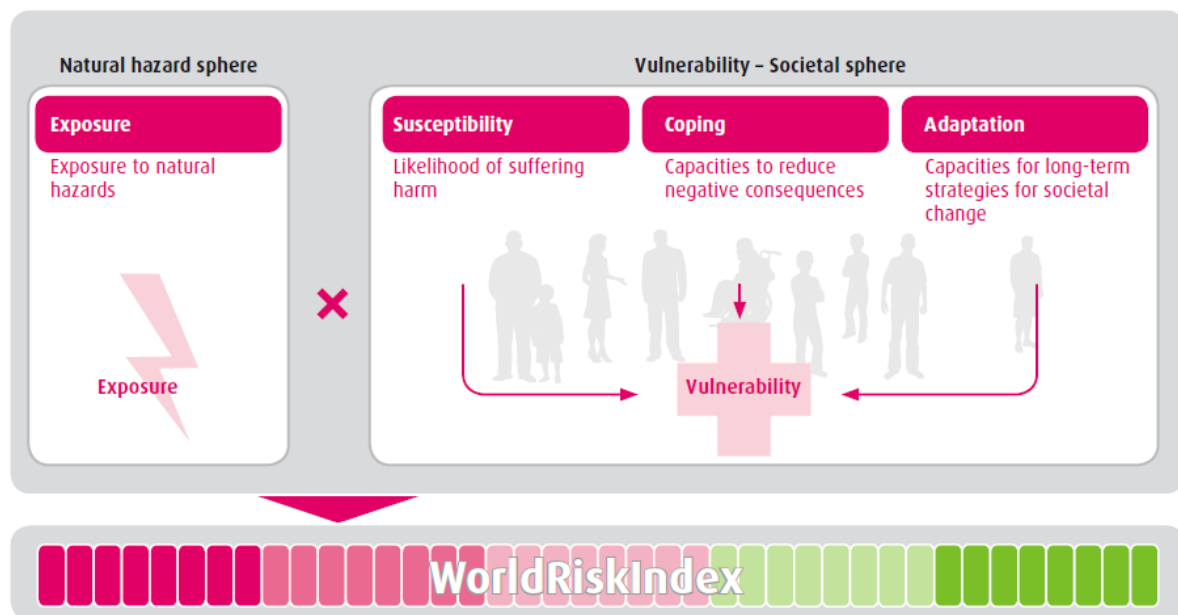 Natural hazard sphere
Vulnerability – Societal sphere
Exposure
Exposure to natural
hazards
Susceptibility
Likelihood of suffering
harm
Coping
Capacities to reduce
negative consequences
Adaptation
Capacities for long-term
strategies for societal
change
Exposure
×
Vulnerability
WorldRiskIndex